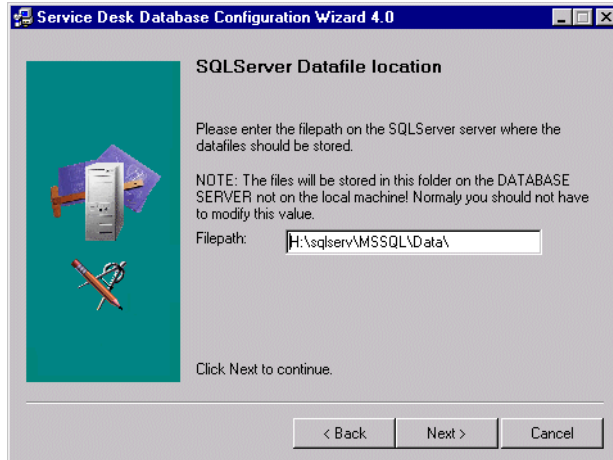 Service Desk Database Configuration Wizard 4.0
SQLServer Datafile location
Please enter the filepath on the SQLServer server where the
datafiles should be stored.
NOTE: The files will be stored in this folder on the DATABASE
SERVER not on the local machine! Normaly you should not have
to modify this value.
Filepath: H:\sqlserv\MSSQL\Data\
Click Next to continue.
< Back Next > Cancel